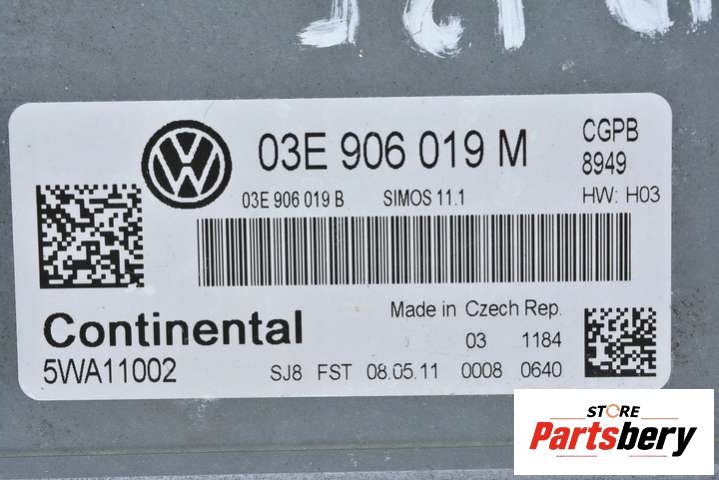 03E 906 019 M
CGPB
8949
03E 906 019 B SIMOS 11.1 HW: H03
Made in Czech Rep.
Continental
03 1184
5WA11002
SJ8 FST 08.05.11 0008 0640
STORE
Partsbery